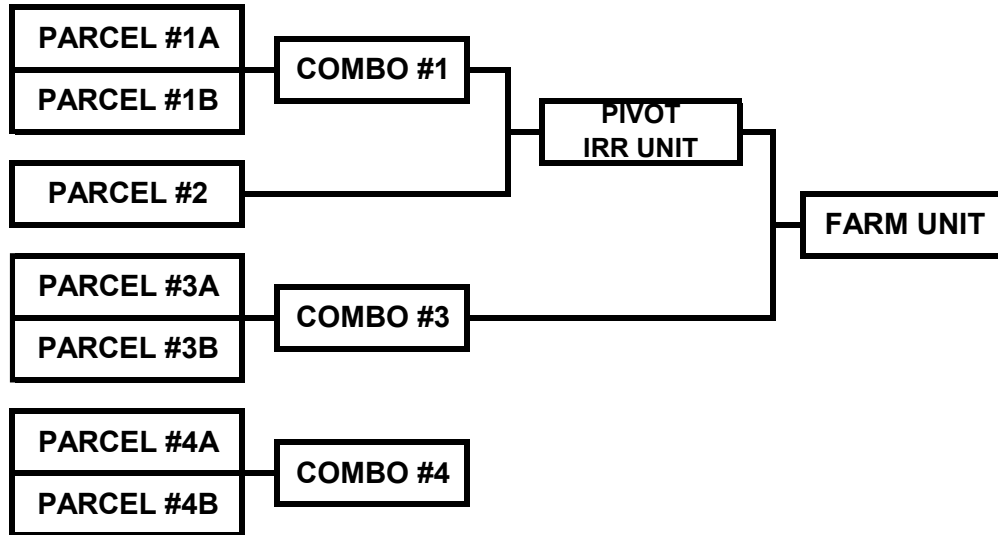 PARCEL #1A
PARCEL #1B
COMBO #1
PIVOT
IRR UNIT
PARCEL #2
FARM UNIT
PARCEL #3A
PARCEL #3B
COMBO #3
PARCEL #4A
PARCEL #4B
COMBO #4